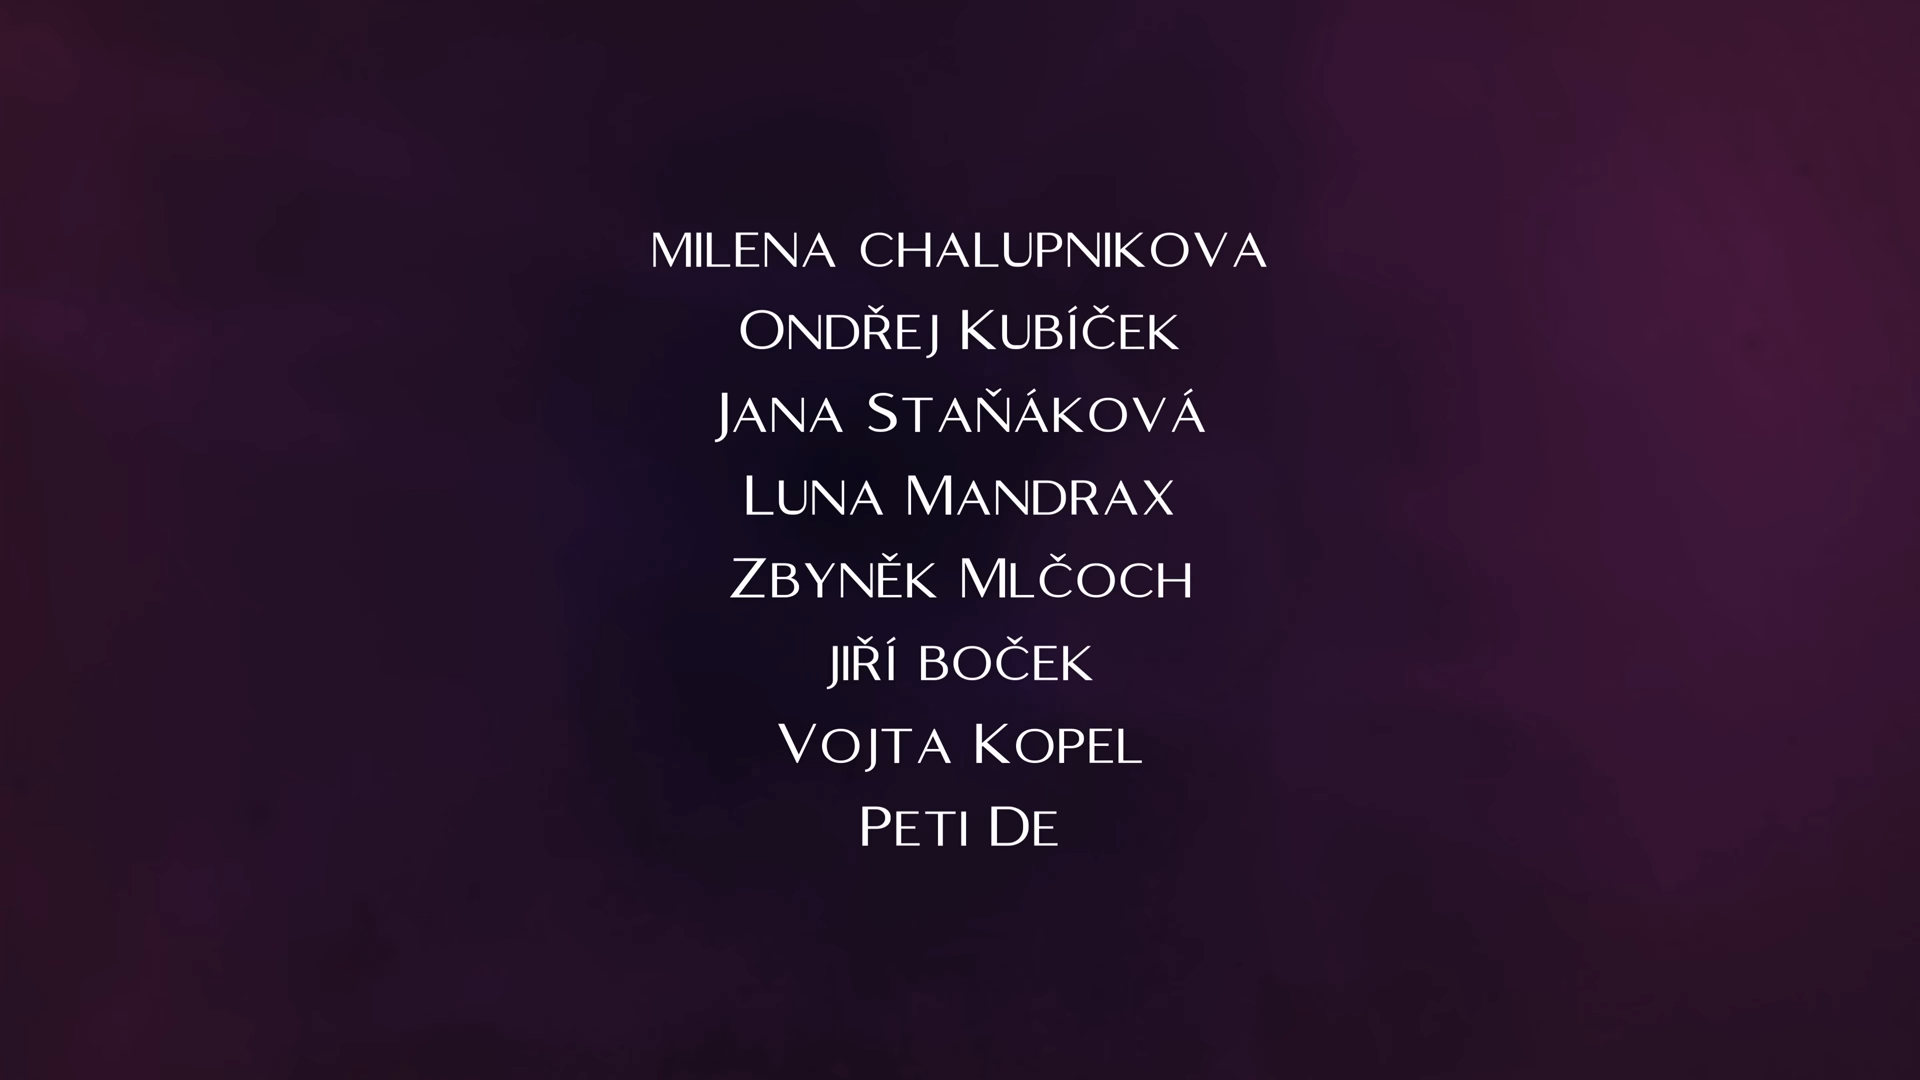 milena chalupnikova
Ondřej Kubíček
Jana Staňáková
Luna Mandrax
Zbyněk Mlčoch
jiří boček
Vojta Kopel
Peti De